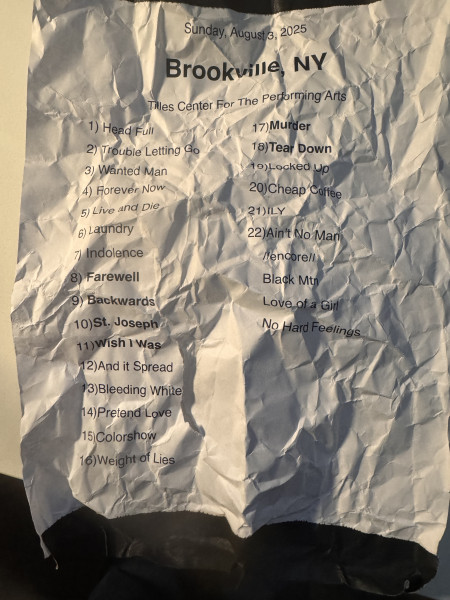 Sunday, August 3, 2025
Brookville, NY
Tilles Center For The Performing Arts
1) Head Full
2) Trouble Letting Go
3) Wanted Man
4) Forever Now
5) Live and Die
6) Laundry
7) Indolence
8) Farewell
9) Backwards
10)St. Joseph
11)Wish I Was
12)And it Spread
13)Bleeding White
14)Pretend Love
15)Colorshow
16)Weight of Lies
17)Murder
18)Tear Down
19)Locked Up
20)Cheap Coffee
21)ILY
22)Ain't No Man
//encore//
Black Mtn
Love of a Girl
No Hard Feelings